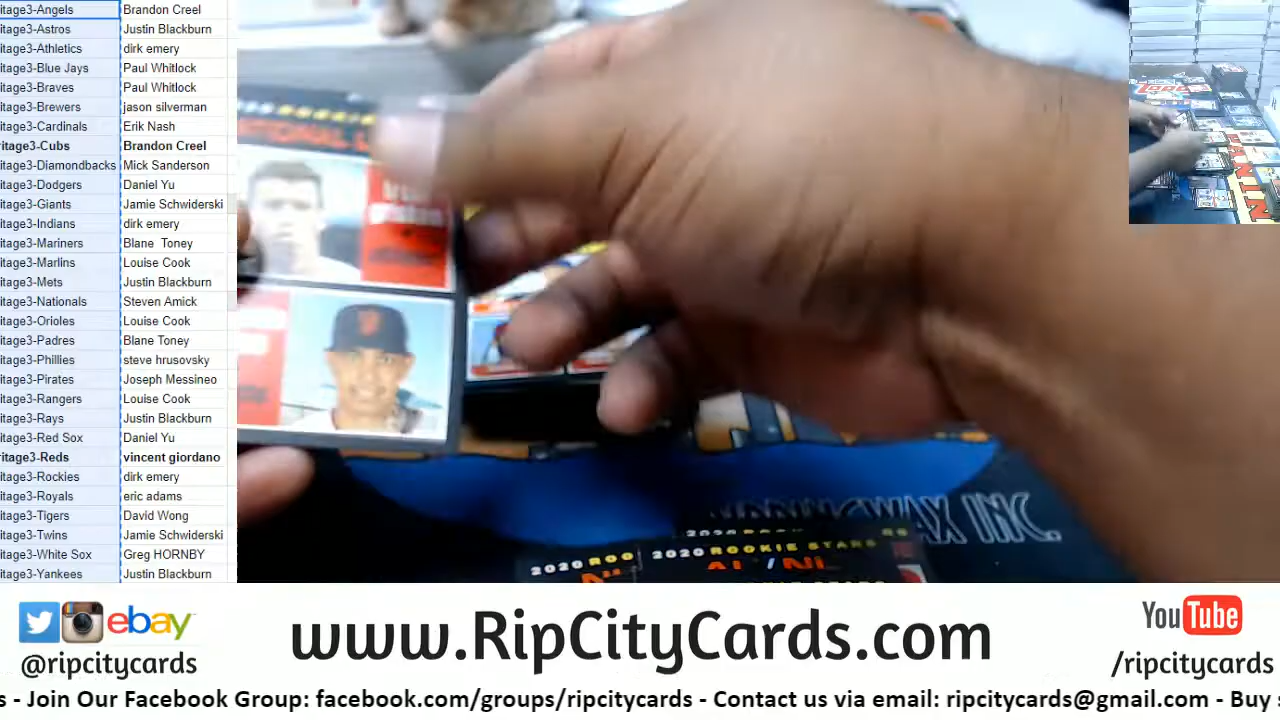 itage3-Angels Brandon Creel
itage3-Astros Justin Blackburn
itage3-Athletics dirk emery
itage3-Blue Jays Paul Whitlock
itage3-Braves Paul Whitlock
itage3-Brewers jason silverman
itage3-Cardinals Erik Nash
ritage3-Cubs Brandon Creel
itage3-Diamondbacks Mick Sanderson
itage3-Dodgers Daniel Yu
itage3-Giants Jamie Schwiderski
itage3-Indians dirk emery
itage3-Mariners Blane Toney
itage3-Marlins Louise Cook
itage3-Mets Justin Blackburn
itage3-Nationals Steven Amick
itage3-Orioles Louise Cook
itage3-Padres Blane Toney
itage3-Phillies steve hrusovsky
itage3-Pirates Joseph Messineo
itage3-Rangers Louise Cook
itage3-Rays Justin Blackburn
itage3-Red Sox Daniel Yu
ritage3-Reds vincent giordano
itage3-Rockies dirk emery
itage3-Royals eric adams
itage3-Tigers David Wong
itage3-Twins Jamie Schwiderski
itage3-White Sox Greg HORNBY
itage3-Yankees Justin Blackburn
WAX INC.
2020 ROO
2020 ROOKIE STARS
PANINI
ebay
@ripcitycards
www.RipCityCards.com
YouTube
/ripcitycards
s - Join Our Facebook Group: facebook.com/groups/ripcitycards - Contact us via email: ripcitycards@gmail.com - Buy s